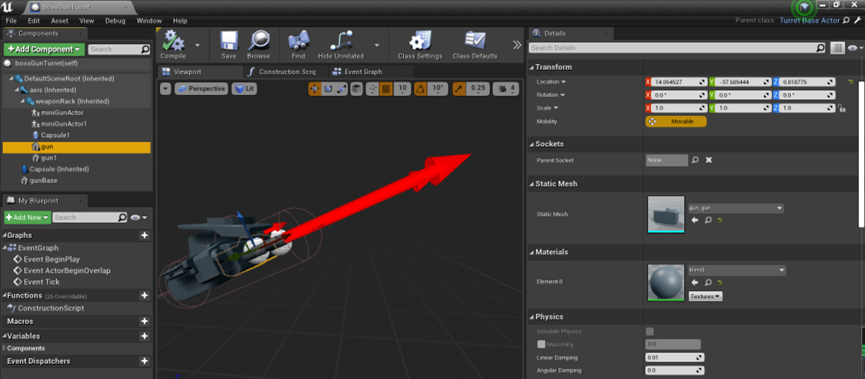 bossGunTurret
File Edit Asset View Debug Window Help
Parent class: Turret Base Actor
Components
+ Add Component
Search
bossGunTurret(self)
DefaultSceneRoot (Inherited)
axis (Inherited)
weaponRack (Inherited)
miniGunActor
miniGunActor1
Capsule1
gun
gun1
Capsule (Inherited)
gunBase
My Blueprint
+ Add New
Search
Graphs
EventGraph
Event BeginPlay
Event ActorBeginOverlap
Event Tick
Functions (25 Overridable)
ConstructionScript
Macros
Variables
Components
Event Dispatchers
Compile Save Browse Find Hide Unrelated Class Settings Class Defaults
Viewport Construction Scrip Event Graph
Perspective Lit 10 10° 0.25 4
Details
Search Details
Transform
Location X 14.054527 Y -37.685444 Z 0.818775
Rotation X 0.0° Y 0.0° Z 0.0°
Scale X 1.0 Y 1.0 Z 1.0
Mobility Movable
Sockets
Parent Socket None
Static Mesh
Static Mesh gun_gun
Materials
Element 0
Textures
Physics
Simulate Physics
MassInKg 0.0
Linear Damping 0.01
Angular Damping 0.0